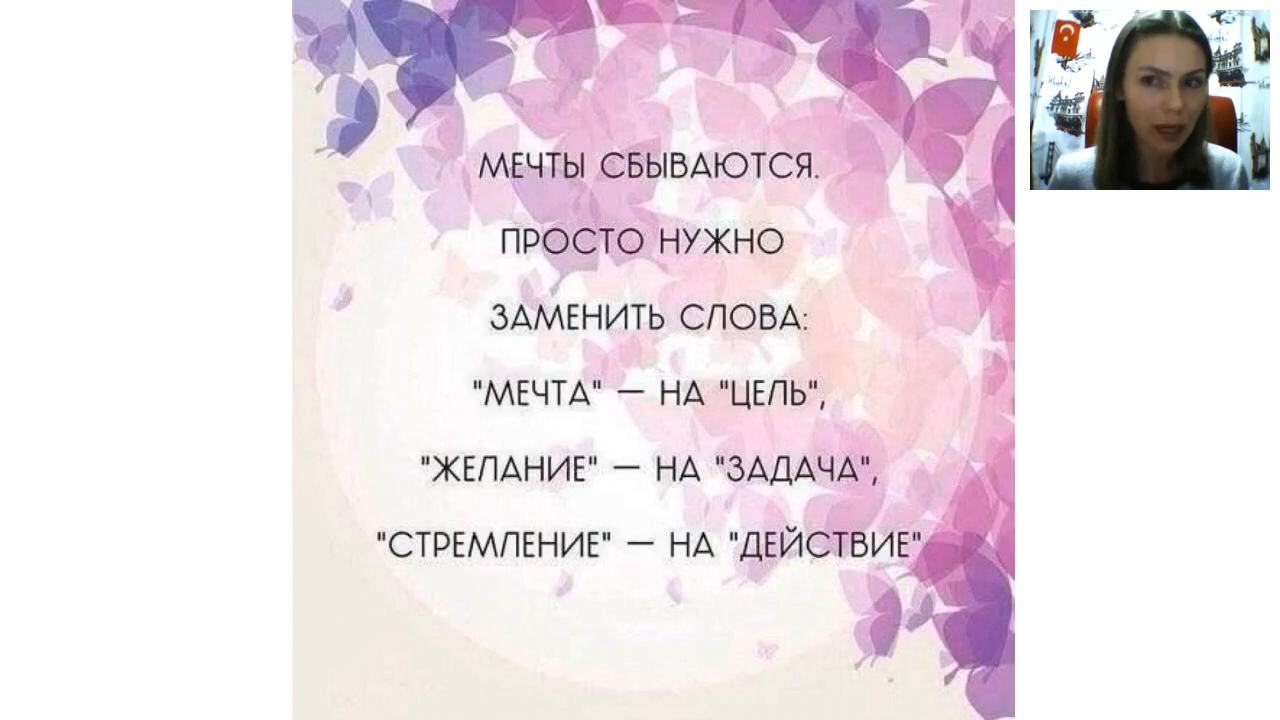 МЕЧТЫ СБЫВАЮТСЯ.
ПРОСТО НУЖНО
ЗАМЕНИТЬ СЛОВА:
"МЕЧТА" — НА "ЦЕЛЬ",
"ЖЕЛАНИЕ" — НА "ЗАДАЧА",
"СТРЕМЛЕНИЕ" — НА "ДЕЙСТВИЕ"